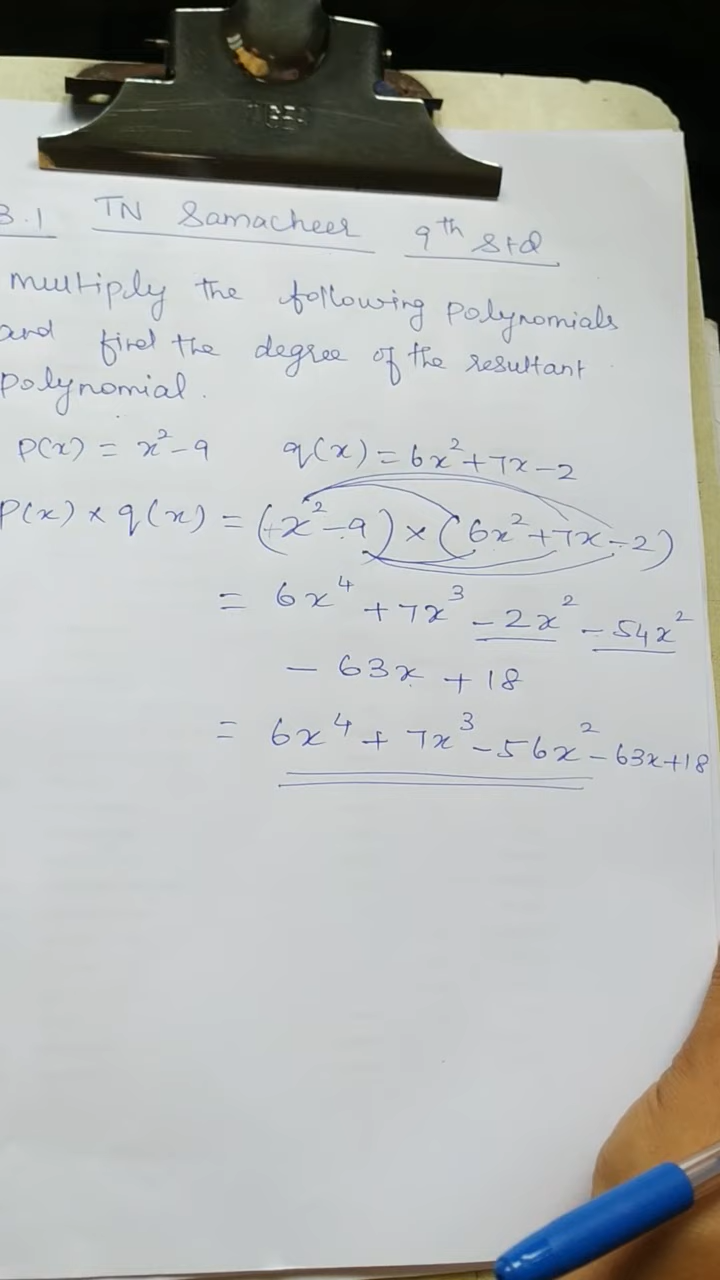 3.1 TN Samacheer 9th std
multiply the following polynomials
and find the degree of the resultant
polynomial.
P(x) = x² - 9 q(x) = 6x² + 7x - 2
P(x) × q(x) = (x² - 9) × (6x² + 7x - 2)
= 6x⁴ + 7x³ - 2x² - 54x²
- 63x + 18
= 6x⁴ + 7x³ - 56x² - 63x + 18